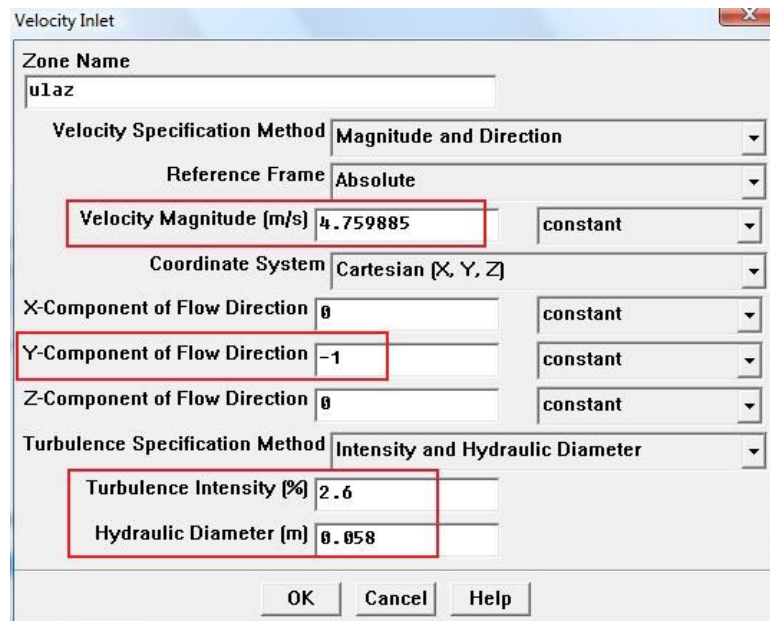 Velocity Inlet
Zone Name
ulaz
Velocity Specification Method Magnitude and Direction
Reference Frame Absolute
Velocity Magnitude (m/s) 4.759885 constant
Coordinate System Cartesian (X, Y, Z)
X-Component of Flow Direction 0 constant
Y-Component of Flow Direction -1 constant
Z-Component of Flow Direction 0 constant
Turbulence Specification Method Intensity and Hydraulic Diameter
Turbulence Intensity (%) 2.6
Hydraulic Diameter (m) 0.058
OK Cancel Help